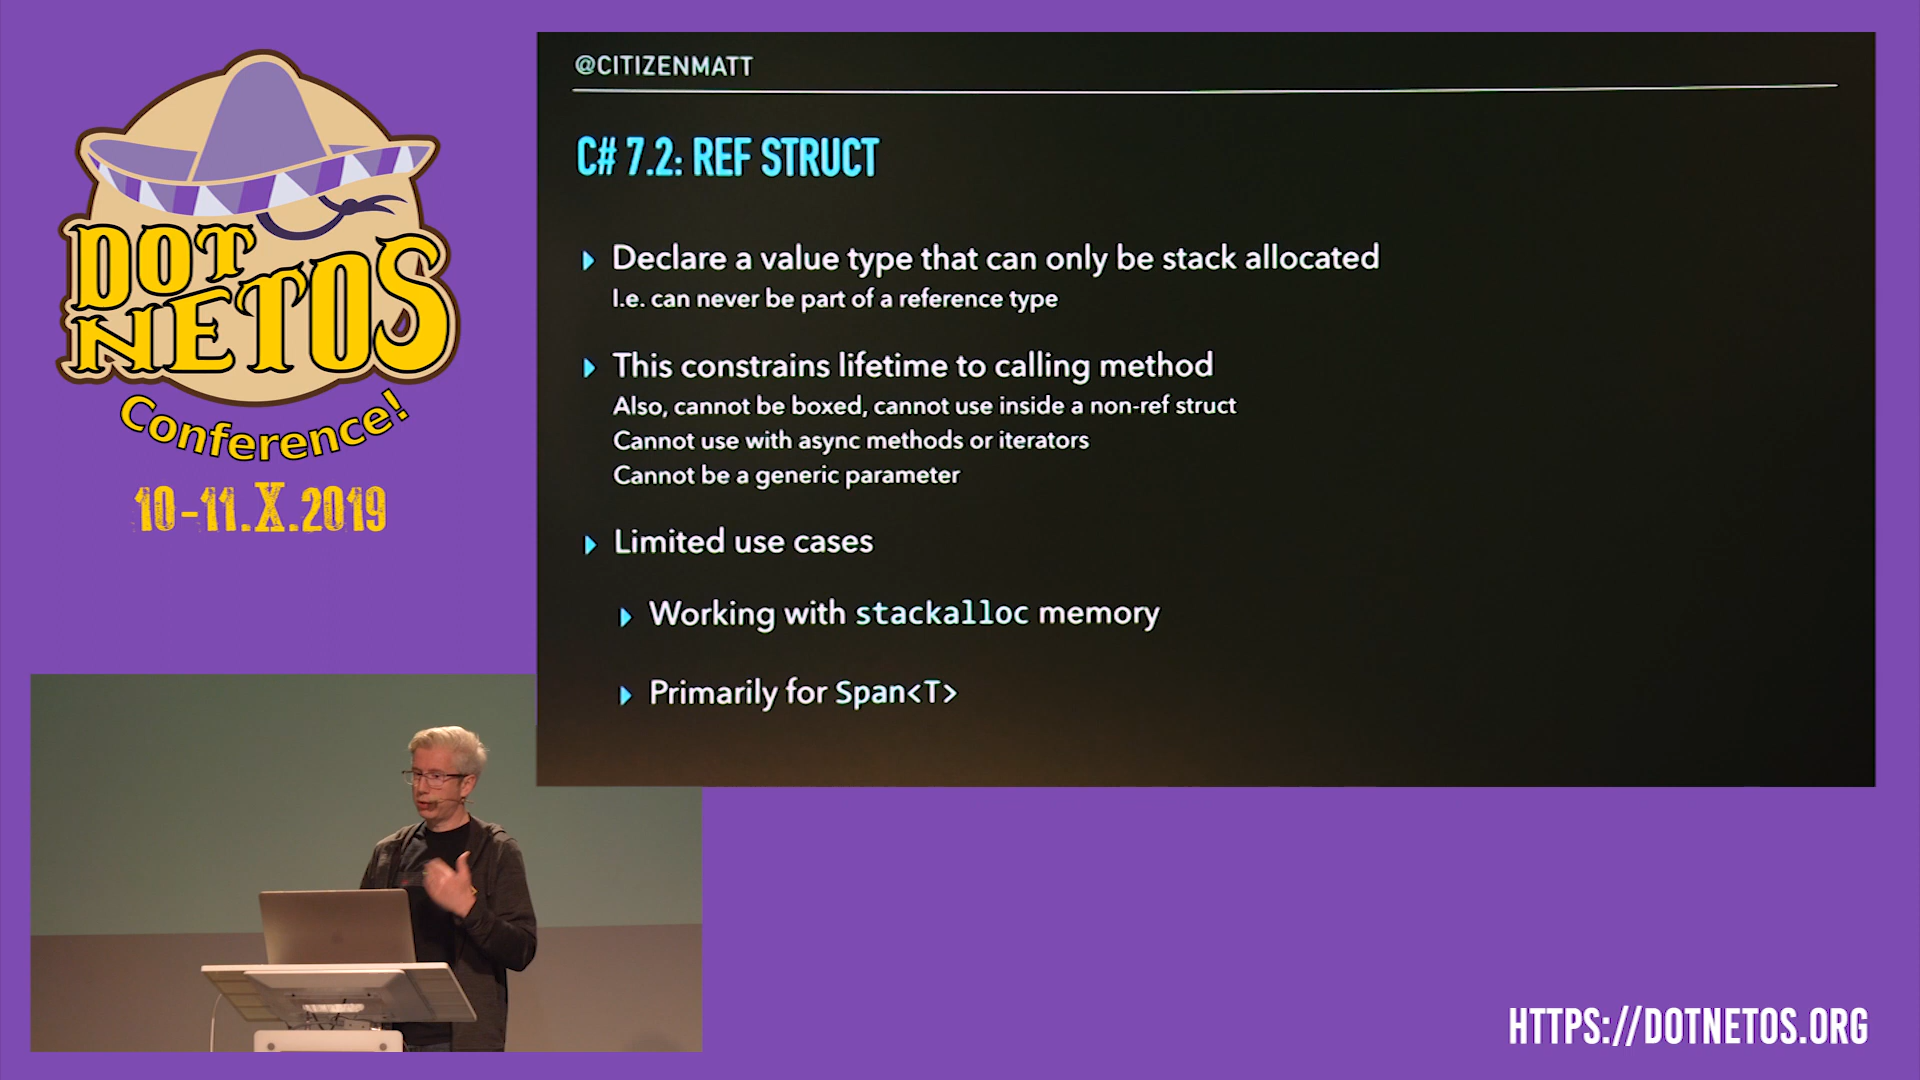 DOT
NETOS
Conference!
10-11.X.2019
@CITIZENMATT
C# 7.2: REF STRUCT
Declare a value type that can only be stack allocated
I.e. can never be part of a reference type
This constrains lifetime to calling method
Also, cannot be boxed, cannot use inside a non-ref struct
Cannot use with async methods or iterators
Cannot be a generic parameter
Limited use cases
Working with stackalloc memory
Primarily for Span<T>
HTTPS://DOTNETOS.ORG